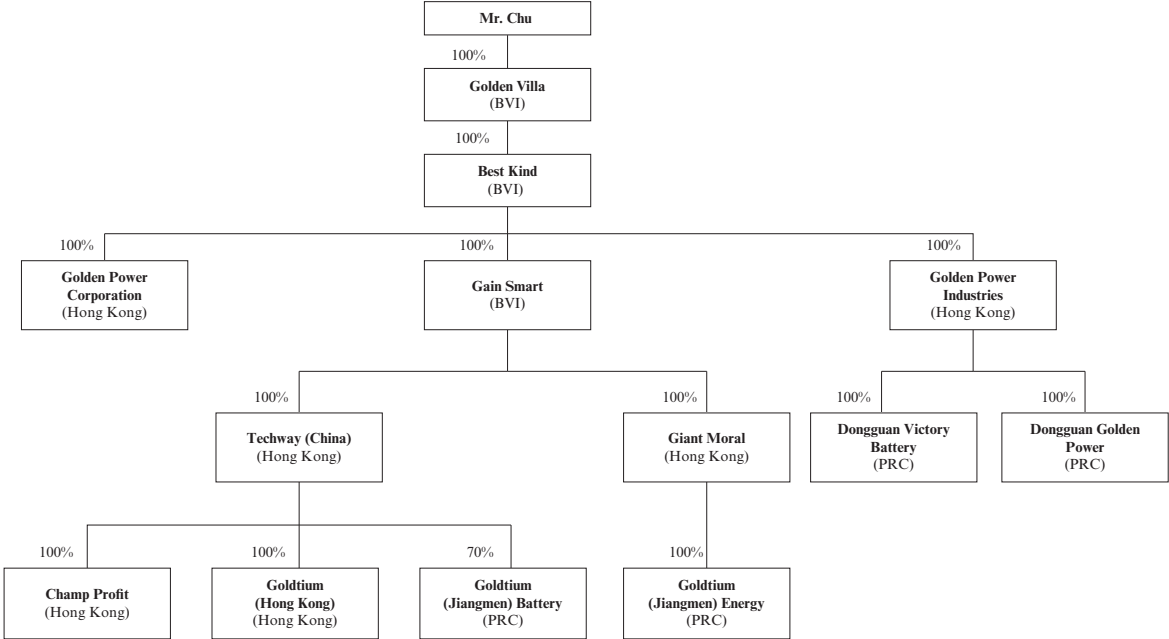 Mr. Chu
100%
Golden Villa
(BVI)
100%
Best Kind
(BVI)
100%
100%
100%
Golden Power
Corporation
(Hong Kong)
Gain Smart
(BVI)
Golden Power
Industries
(Hong Kong)
100%
100%
100%
100%
Techway (China)
(Hong Kong)
Giant Moral
(Hong Kong)
Dongguan Victory
Battery
(PRC)
Dongguan Golden
Power
(PRC)
100%
100%
70%
100%
Champ Profit
(Hong Kong)
Goldtium
(Hong Kong)
(Hong Kong)
Goldtium
(Jiangmen) Battery
(PRC)
Goldtium
(Jiangmen) Energy
(PRC)